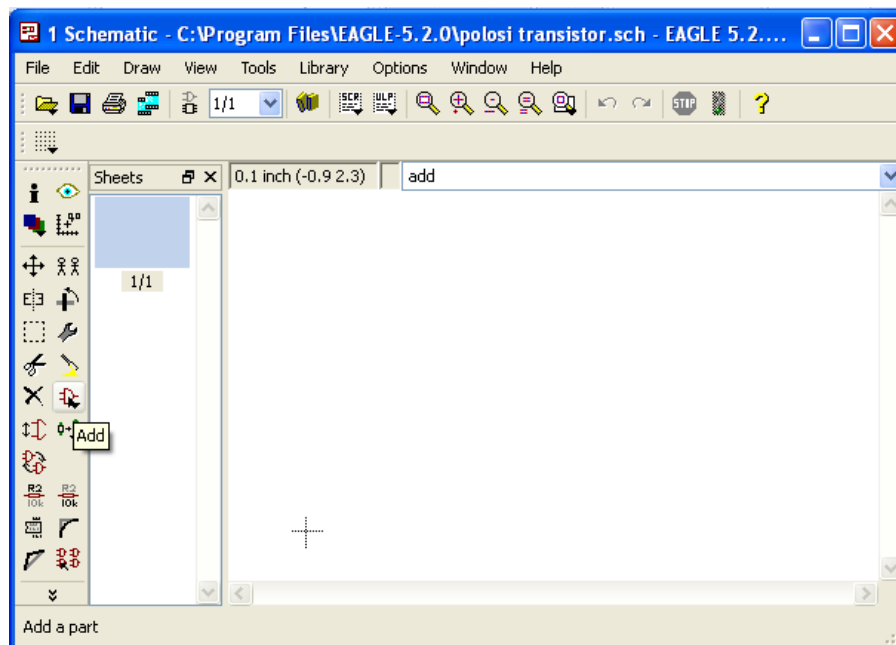 1 Schematic - C:\Program Files\EAGLE-5.2.0\polosi transistor.sch - EAGLE 5.2....
File Edit Draw View Tools Library Options Window Help
1/1 SCR ULP STOP ?
Sheets 0.1 inch (-0.9 2.3) add
1/1
Add
R2 R2
10k 10k
Add a part